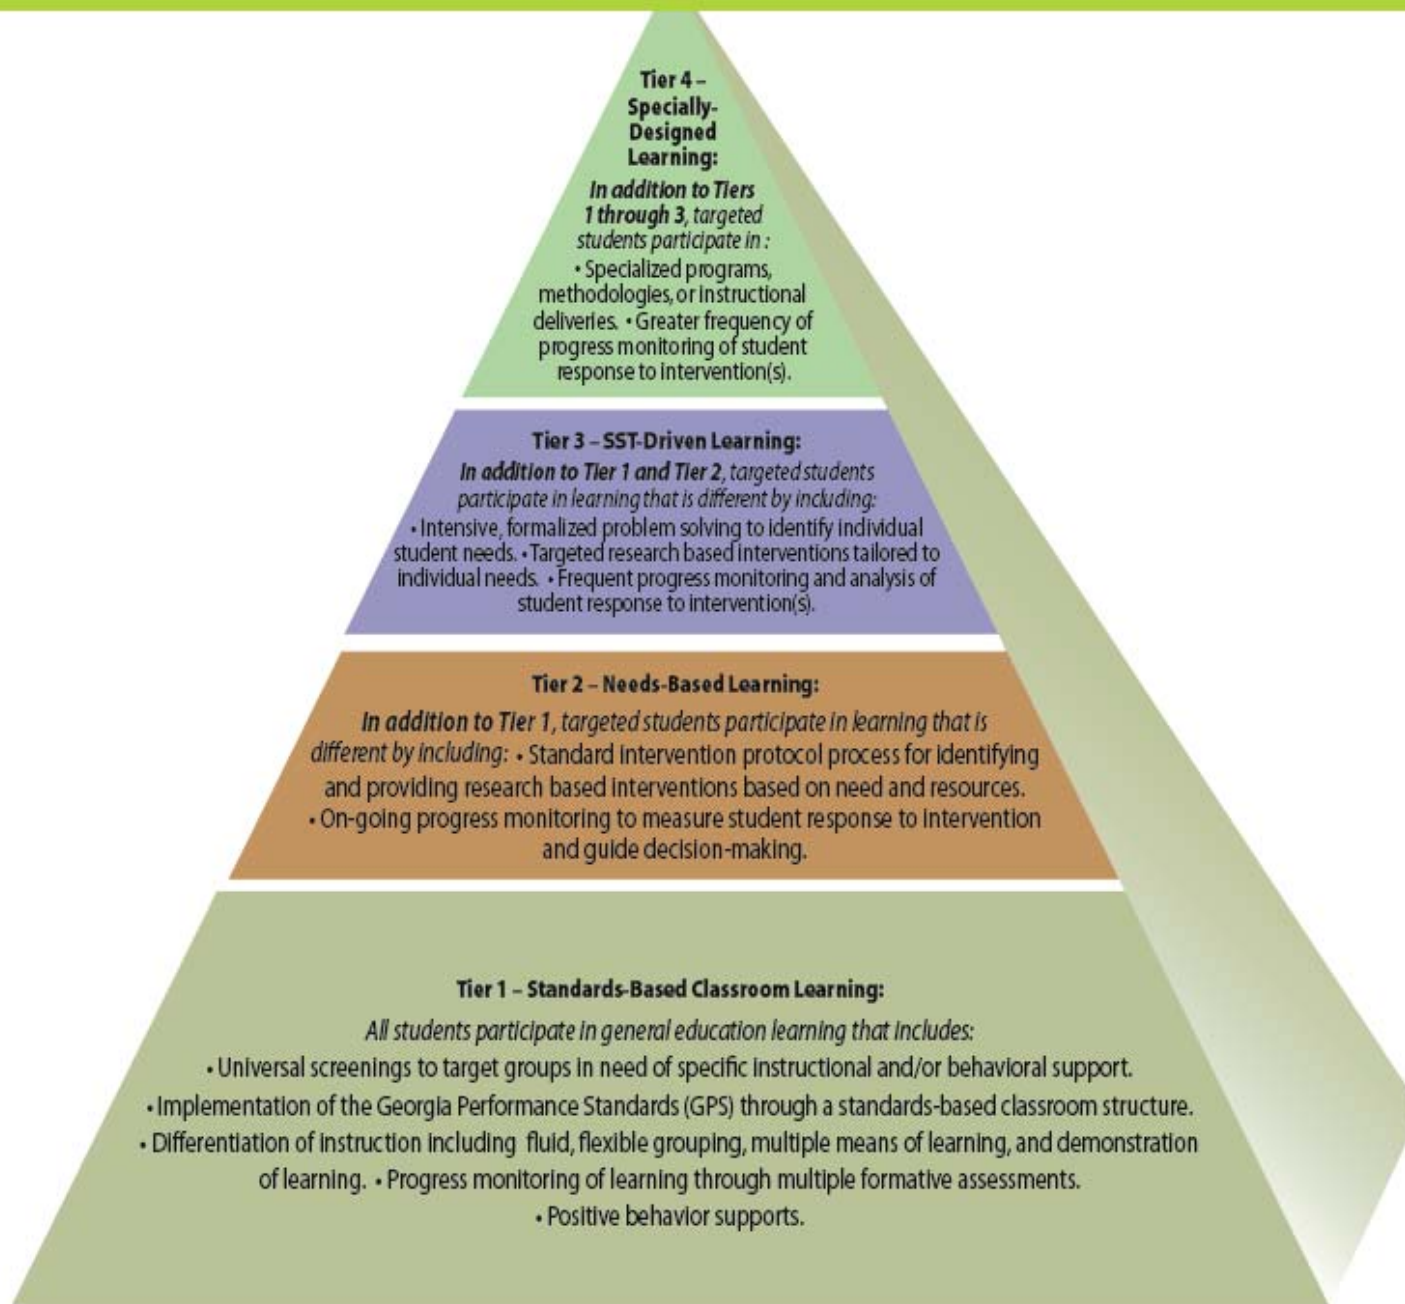 Tier 4 –
Specially-
Designed
Learning:
In addition to Tiers
1 through 3, targeted
students participate in :
• Specialized programs,
methodologies, or instructional
deliveries. • Greater frequency of
progress monitoring of student
response to intervention(s).
Tier 3 – SST-Driven Learning:
In addition to Tier 1 and Tier 2, targeted students
participate in learning that is different by including:
• Intensive, formalized problem solving to identify individual
student needs. • Targeted research based interventions tailored to
individual needs. • Frequent progress monitoring and analysis of
student response to intervention(s).
Tier 2 – Needs-Based Learning:
In addition to Tier 1, targeted students participate in learning that is
different by including: • Standard intervention protocol process for identifying
and providing research based interventions based on need and resources.
• On-going progress monitoring to measure student response to intervention
and guide decision-making.
Tier 1 – Standards-Based Classroom Learning:
All students participate in general education learning that includes:
• Universal screenings to target groups in need of specific instructional and/or behavioral support.
• Implementation of the Georgia Performance Standards (GPS) through a standards-based classroom structure.
• Differentiation of instruction including fluid, flexible grouping, multiple means of learning, and demonstration
of learning. • Progress monitoring of learning through multiple formative assessments.
• Positive behavior supports.